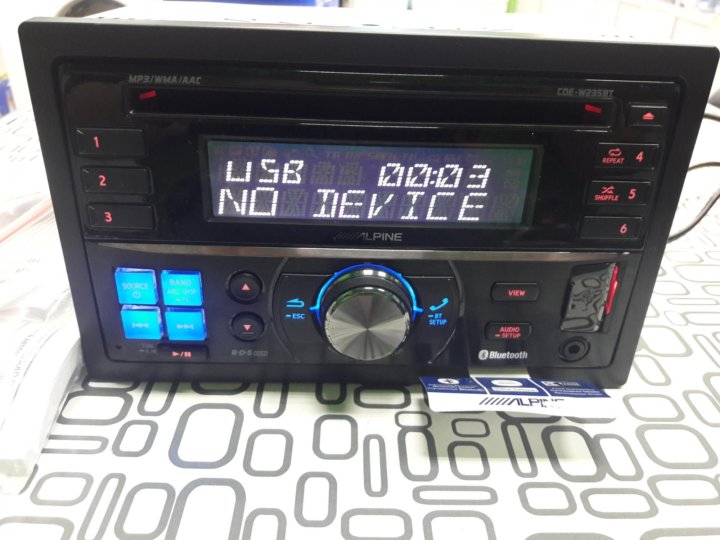 MP3/WMA/AAC
CDE-W235BT
1
2
3
REPEAT 4
SHUFFLE 5
6
USB 00:03
NO DEVICE
ALPINE
SOURCE
BAND
ESC
BT
SETUP
VIEW
AUDIO
SETUP
R·D·S
Bluetooth
ALPINE